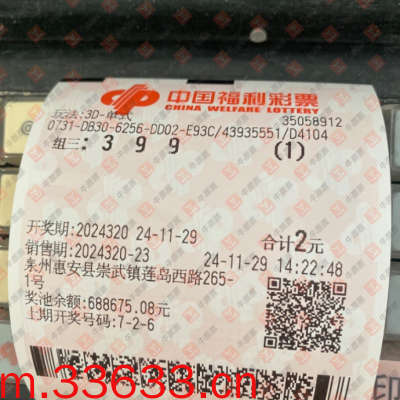 中国福利彩票
CHINA WELFARE LOTTERY
玩法:3D-单式
35058912
0731-DB30-6256-DD02-E93C/43935551/D4104
组三: 3 9 9 (1)
开奖期:2024320 24-11-29
合计2元
销售期:2024320-23
24-11-29 14:22:48
泉州惠安县崇武镇莲岛西路265-
1号
奖池余额:688675.08元
上期开奖号码:7-2-6
m.33633.cn